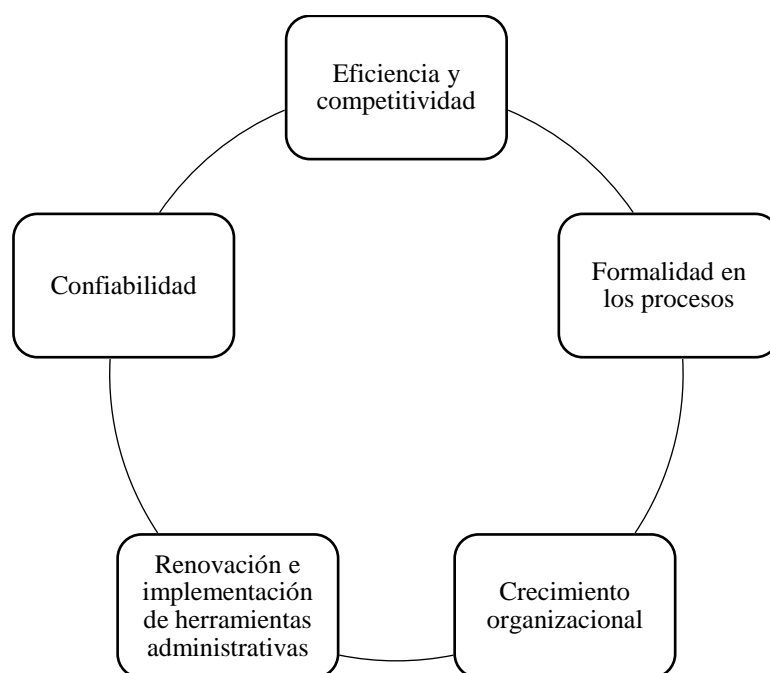 Eficiencia y
competitividad
Formalidad en
los procesos
Crecimiento
organizacional
Renovación e
implementación
de herramientas
administrativas
Confiabilidad